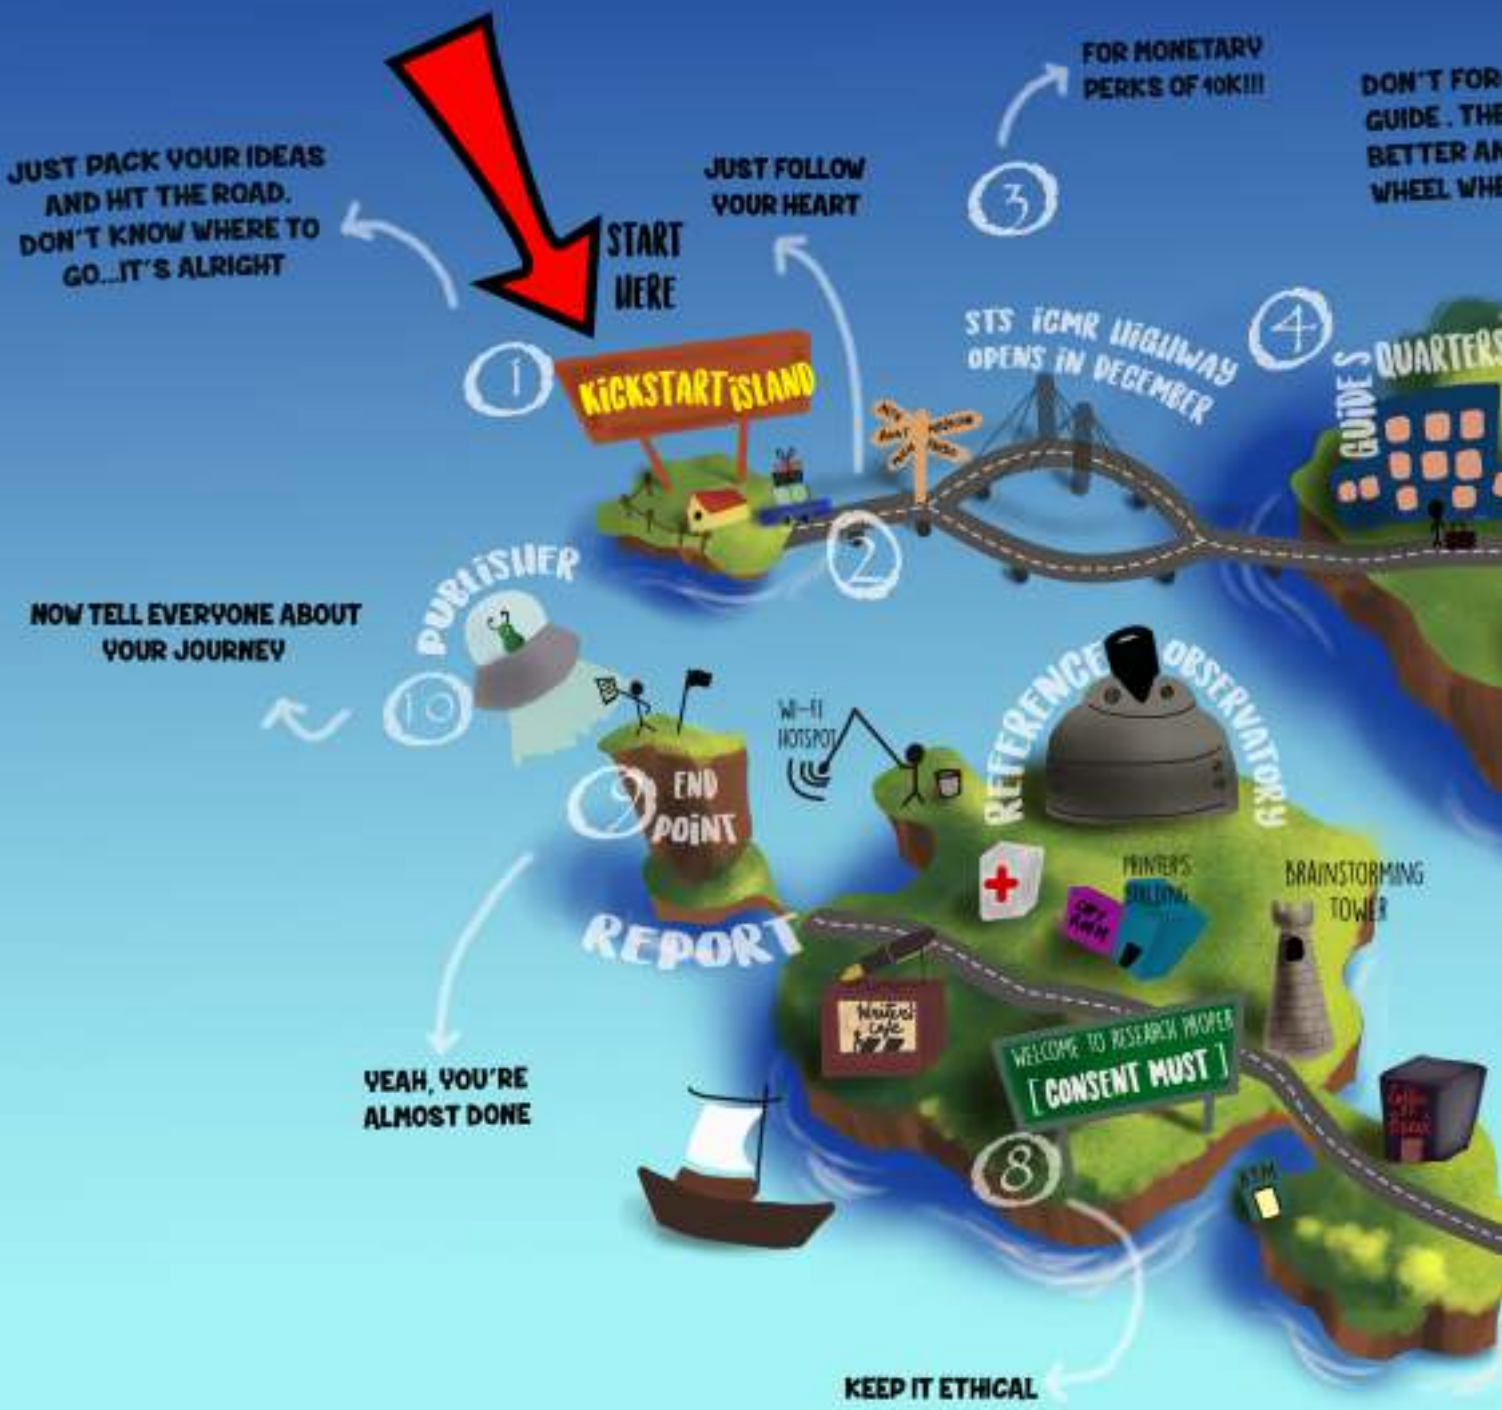 FOR MONETARY
PERKS OF 10K!!!
DON'T FOR
GUIDE . THE
BETTER AN
WHEEL WHE
JUST PACK YOUR IDEAS
AND HIT THE ROAD.
DON'T KNOW WHERE TO
GO...IT'S ALRIGHT
JUST FOLLOW
YOUR HEART
3
START
HERE
STS ICMR HIGHWAY
OPENS IN DECEMBER
4
GUIDES QUARTERS
1
KICKSTART ISLAND
2
PUBLISHER
NOW TELL EVERYONE ABOUT
YOUR JOURNEY
10
WI-FI
HOTSPOT
REFERENCE OBSERVATORY
9
END
POINT
PRINTER'S
BUILDING
BRAINSTORMING
TOWER
REPORT
Writers'
Cafe
WELCOME TO RESEARCH PROPER
[ CONSENT MUST ]
YEAH, YOU'RE
ALMOST DONE
8
ATM
KEEP IT ETHICAL